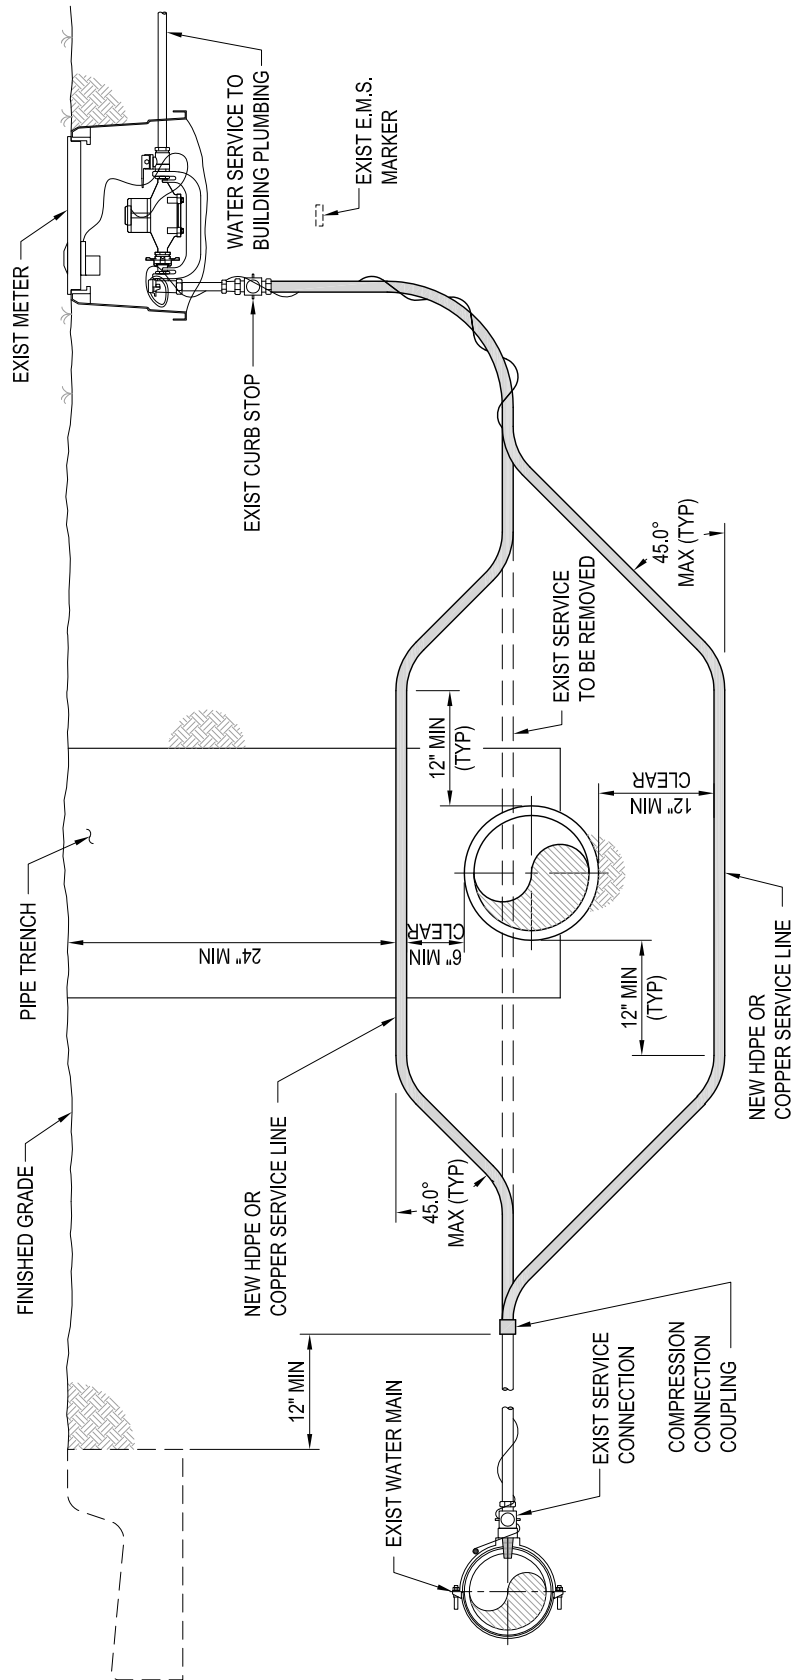 EXIST METER
WATER SERVICE TO
BUILDING PLUMBING
EXIST E.M.S.
MARKER
EXIST CURB STOP
PIPE TRENCH
FINISHED GRADE
24" MIN
6" MIN
CLEAR
12" MIN
(TYP)
EXIST SERVICE
TO BE REMOVED
45.0°
MAX (TYP)
12" MIN
CLEAR
12" MIN
(TYP)
NEW HDPE OR
COPPER SERVICE LINE
45.0°
MAX (TYP)
NEW HDPE OR
COPPER SERVICE LINE
12" MIN
EXIST WATER MAIN
EXIST SERVICE
CONNECTION
COMPRESSION
CONNECTION
COUPLING